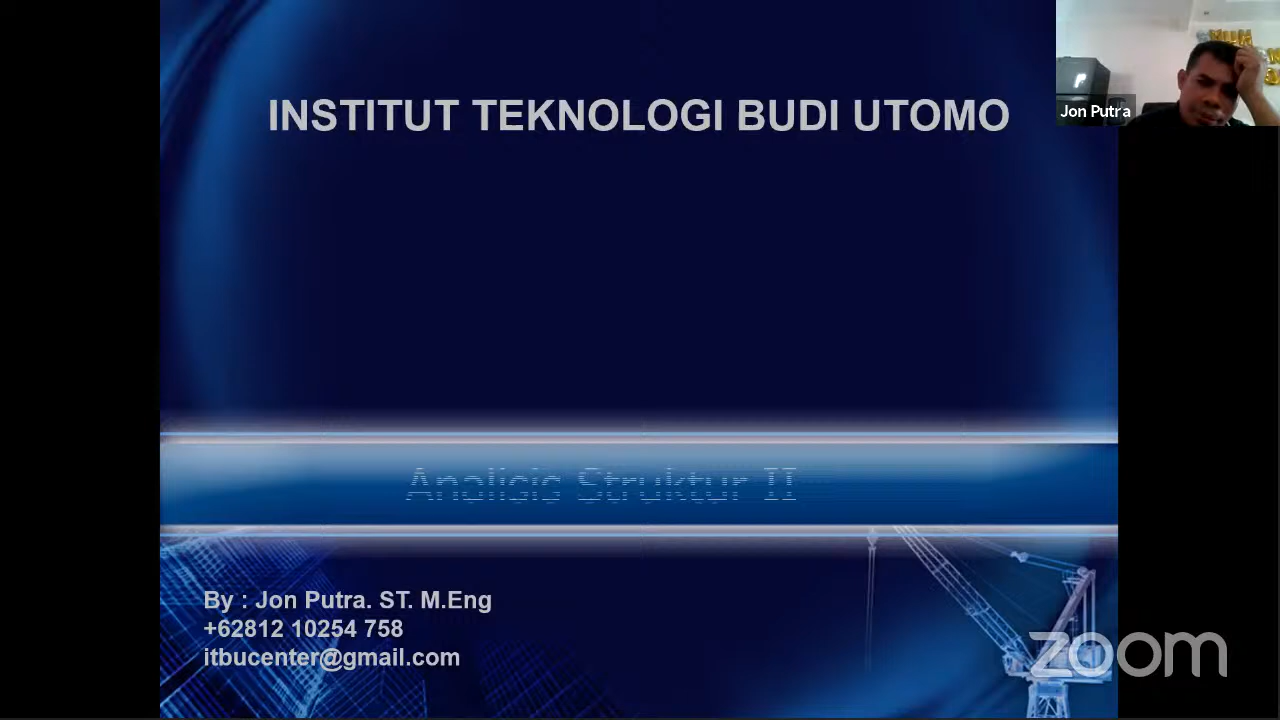 INSTITUT TEKNOLOGI BUDI UTOMO
Jon Putra
Analisis Struktur II
By : Jon Putra. ST. M.Eng
+62812 10254 758
itbucenter@gmail.com
zoom